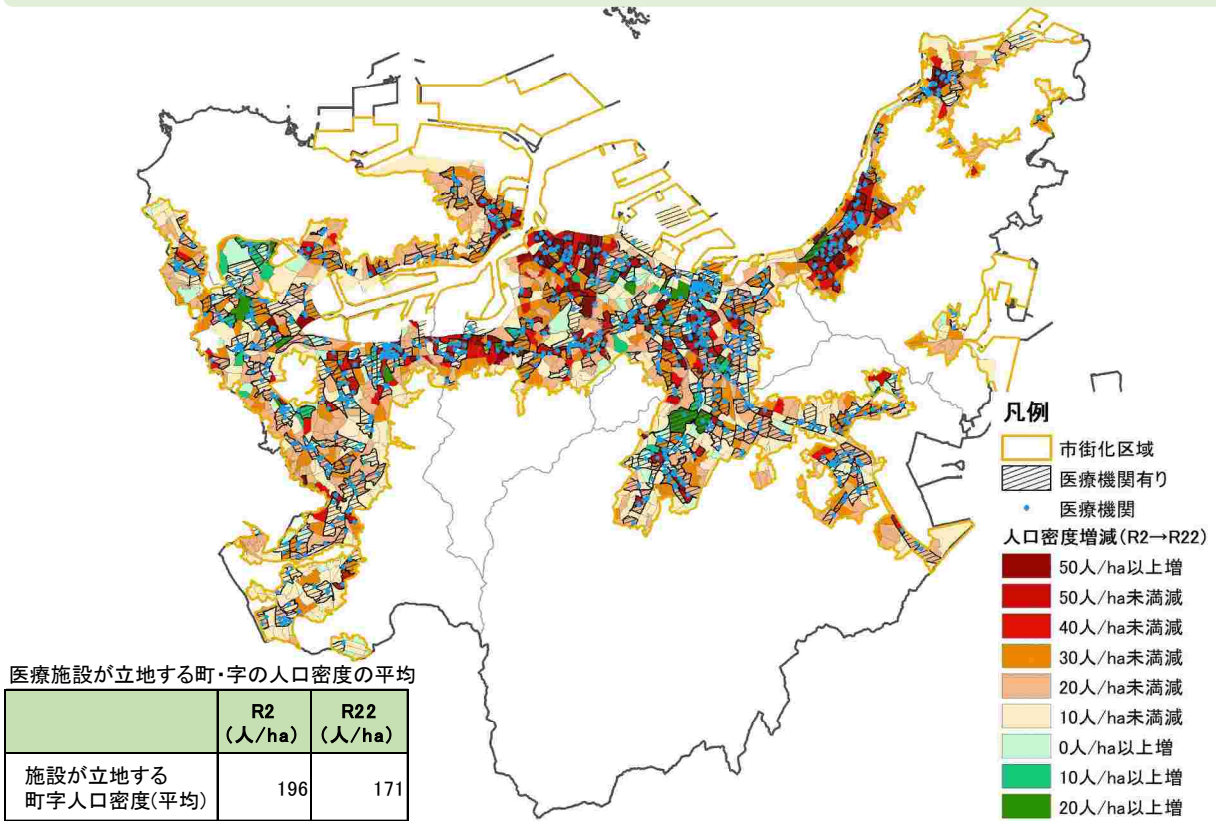 凡例
市街化区域
医療機関有り
医療機関
人口密度増減(R2→R22)
50人/ha以上増
50人/ha未満減
40人/ha未満減
30人/ha未満減
20人/ha未満減
10人/ha未満減
0人/ha以上増
10人/ha以上増
20人/ha以上増
医療施設が立地する町・字の人口密度の平均
R2 R22
(人/ha) (人/ha)
施設が立地する
町字人口密度(平均) 196 171